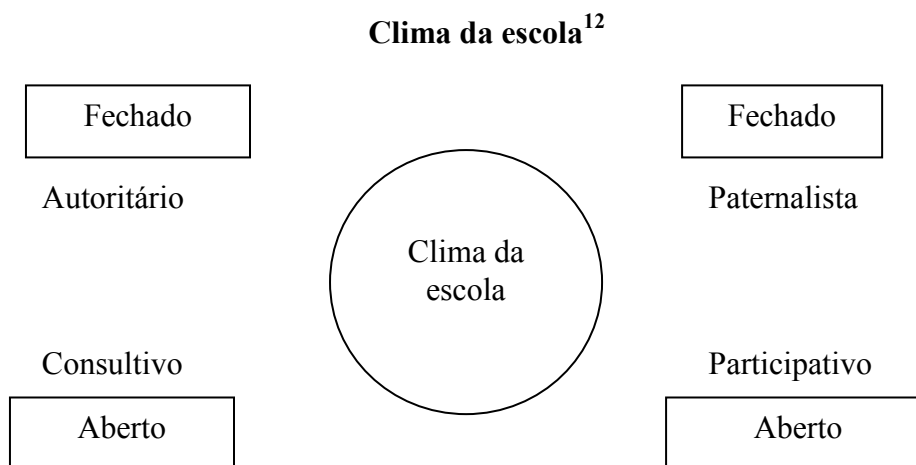 Clima da escola12
Fechado
Fechado
Autoritário
Paternalista
Clima da
escola
Consultivo
Participativo
Aberto
Aberto